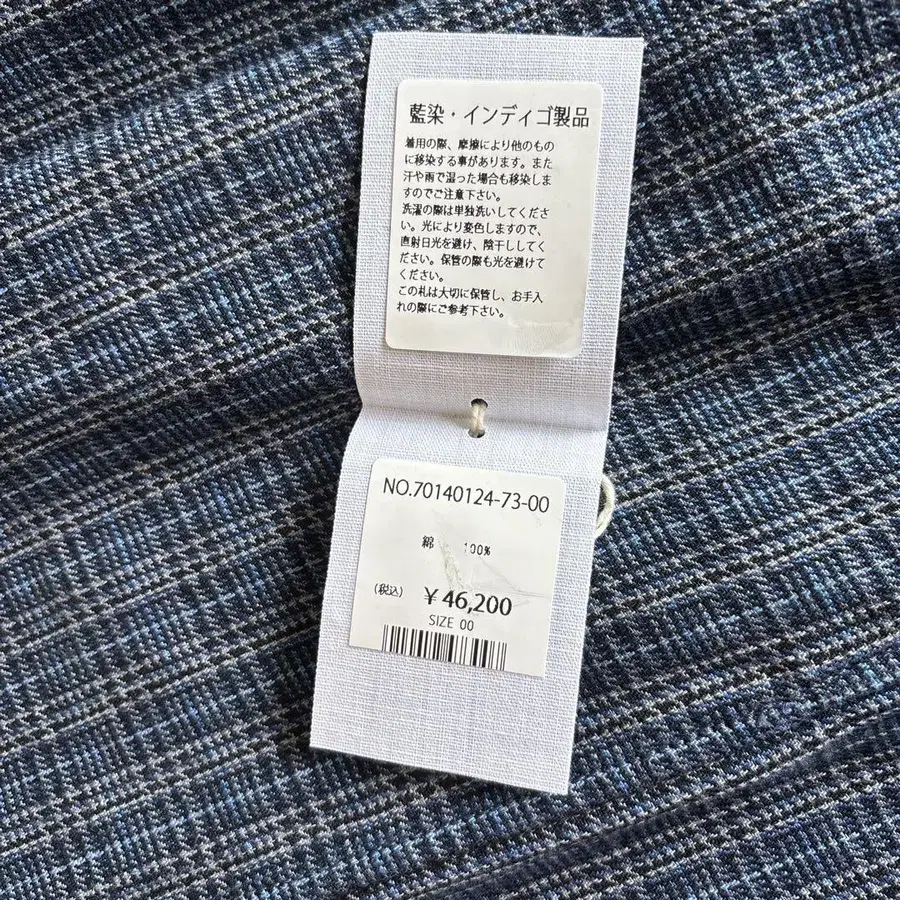 藍染・インディゴ製品
着用の際、摩擦により他のもの
に移染する事があります。また
汗や雨で湿った場合も移染しま
すのでご注意下さい。
洗濯の際は単独洗いしてくださ
い。光により変色しますので、
直射日光を避け、陰干ししてく
ださい。保管の際も光を避けて
ください。
この札は大切に保管し、お手入
れの際にご参考下さい。
NO.70140124-73-00
綿 100%
(税込) ¥46,200
SIZE 00